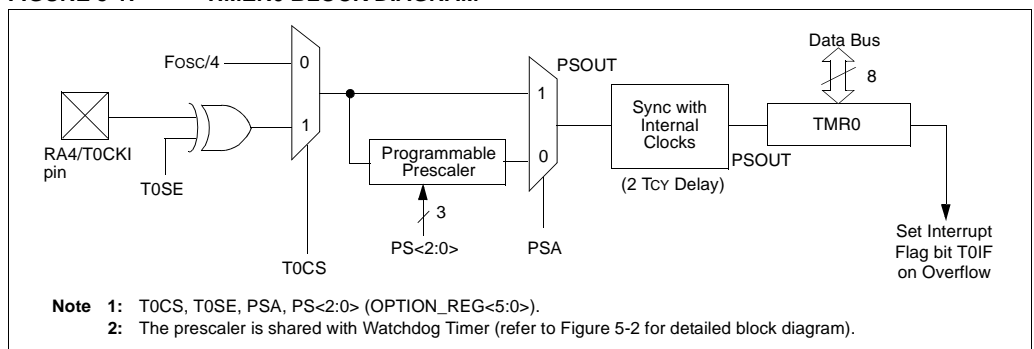 Data Bus
Fosc/4
0
PSOUT
8
1
Sync with
Internal
Clocks
TMR0
1
RA4/T0CKI
pin
Programmable
Prescaler
0
PSOUT
T0SE
(2 TCY Delay)
3
Set Interrupt
Flag bit T0IF
on Overflow
PS<2:0>
PSA
T0CS
Note 1: T0CS, T0SE, PSA, PS<2:0> (OPTION_REG<5:0>).
2: The prescaler is shared with Watchdog Timer (refer to Figure 5-2 for detailed block diagram).